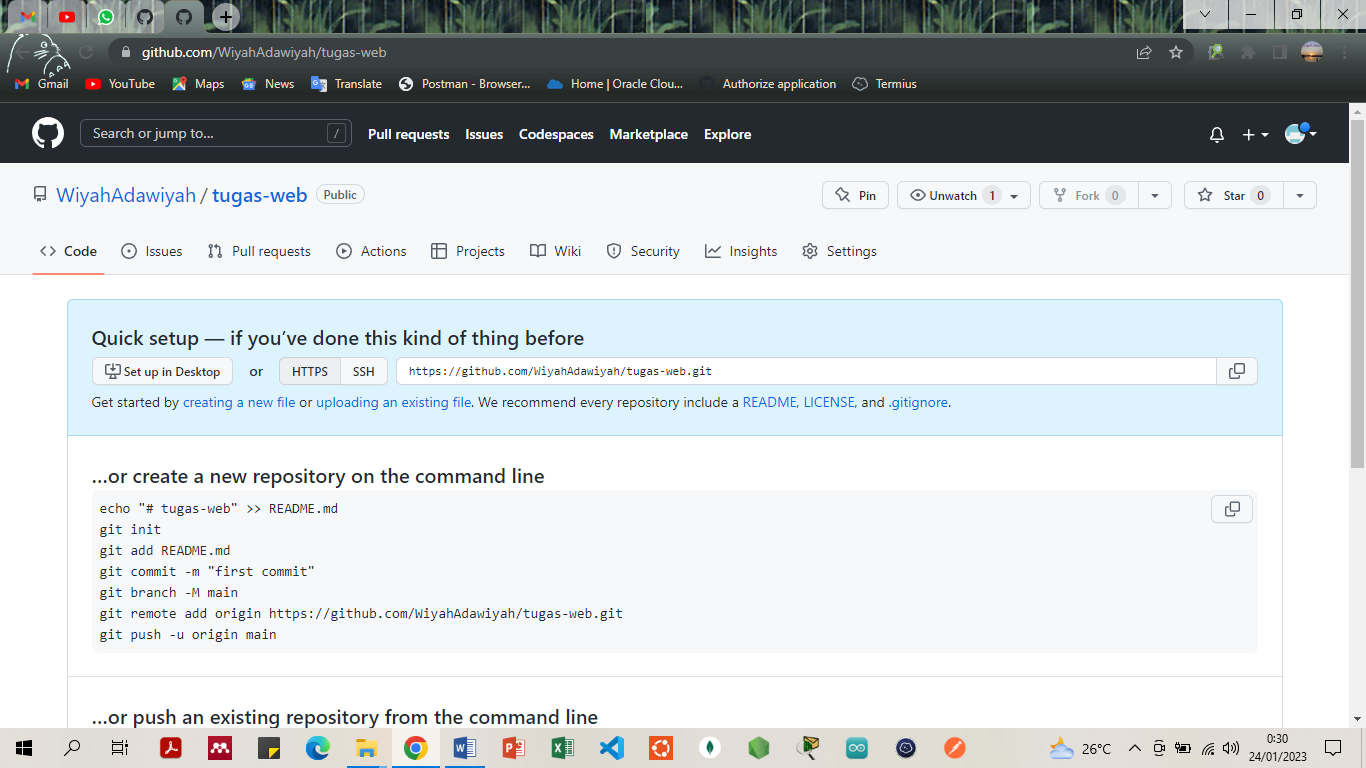 github.com/WiyahAdawiyah/tugas-web
Gmail YouTube Maps News Translate Postman - Browser... Home | Oracle Clou... Authorize application Termius
Search or jump to... / Pull requests Issues Codespaces Marketplace Explore
WiyahAdawiyah / tugas-web Public Pin Unwatch 1 Fork 0 Star 0
Code Issues Pull requests Actions Projects Wiki Security Insights Settings
Quick setup — if you’ve done this kind of thing before
Set up in Desktop or HTTPS SSH https://github.com/WiyahAdawiyah/tugas-web.git
Get started by creating a new file or uploading an existing file. We recommend every repository include a README, LICENSE, and .gitignore.
…or create a new repository on the command line
echo "# tugas-web" >> README.md
git init
git add README.md
git commit -m "first commit"
git branch -M main
git remote add origin https://github.com/WiyahAdawiyah/tugas-web.git
git push -u origin main
…or push an existing repository from the command line
26°C 0:30
24/01/2023